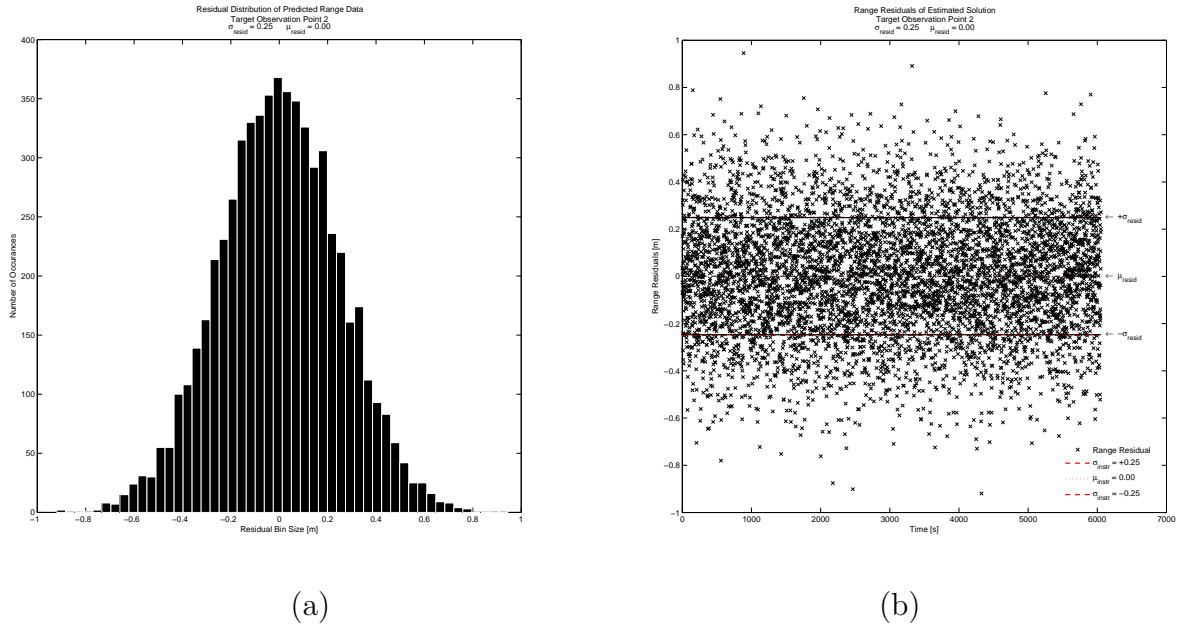 Residual Distribution of Predicted Range Data
Target Observation Point 2
σresid = 0.25 μresid = 0.00
400
350
300
250
200
150
100
50
0
Number of Occurances
−1 −0.8 −0.6 −0.4 −0.2 0 0.2 0.4 0.6 0.8 1
Residual Bin Size [m]
(a)
Range Residuals of Estimated Solution
Target Observation Point 2
σresid = 0.25 μresid = 0.00
1
0.8
0.6
0.4
0.2
0
−0.2
−0.4
−0.6
−0.8
−1
Range Residuals [m]
← +σresid
← μresid
← −σresid
Range Residual
σinstr = +0.25
μinstr = 0.00
σinstr = −0.25
0 1000 2000 3000 4000 5000 6000 7000
Time [s]
(b)